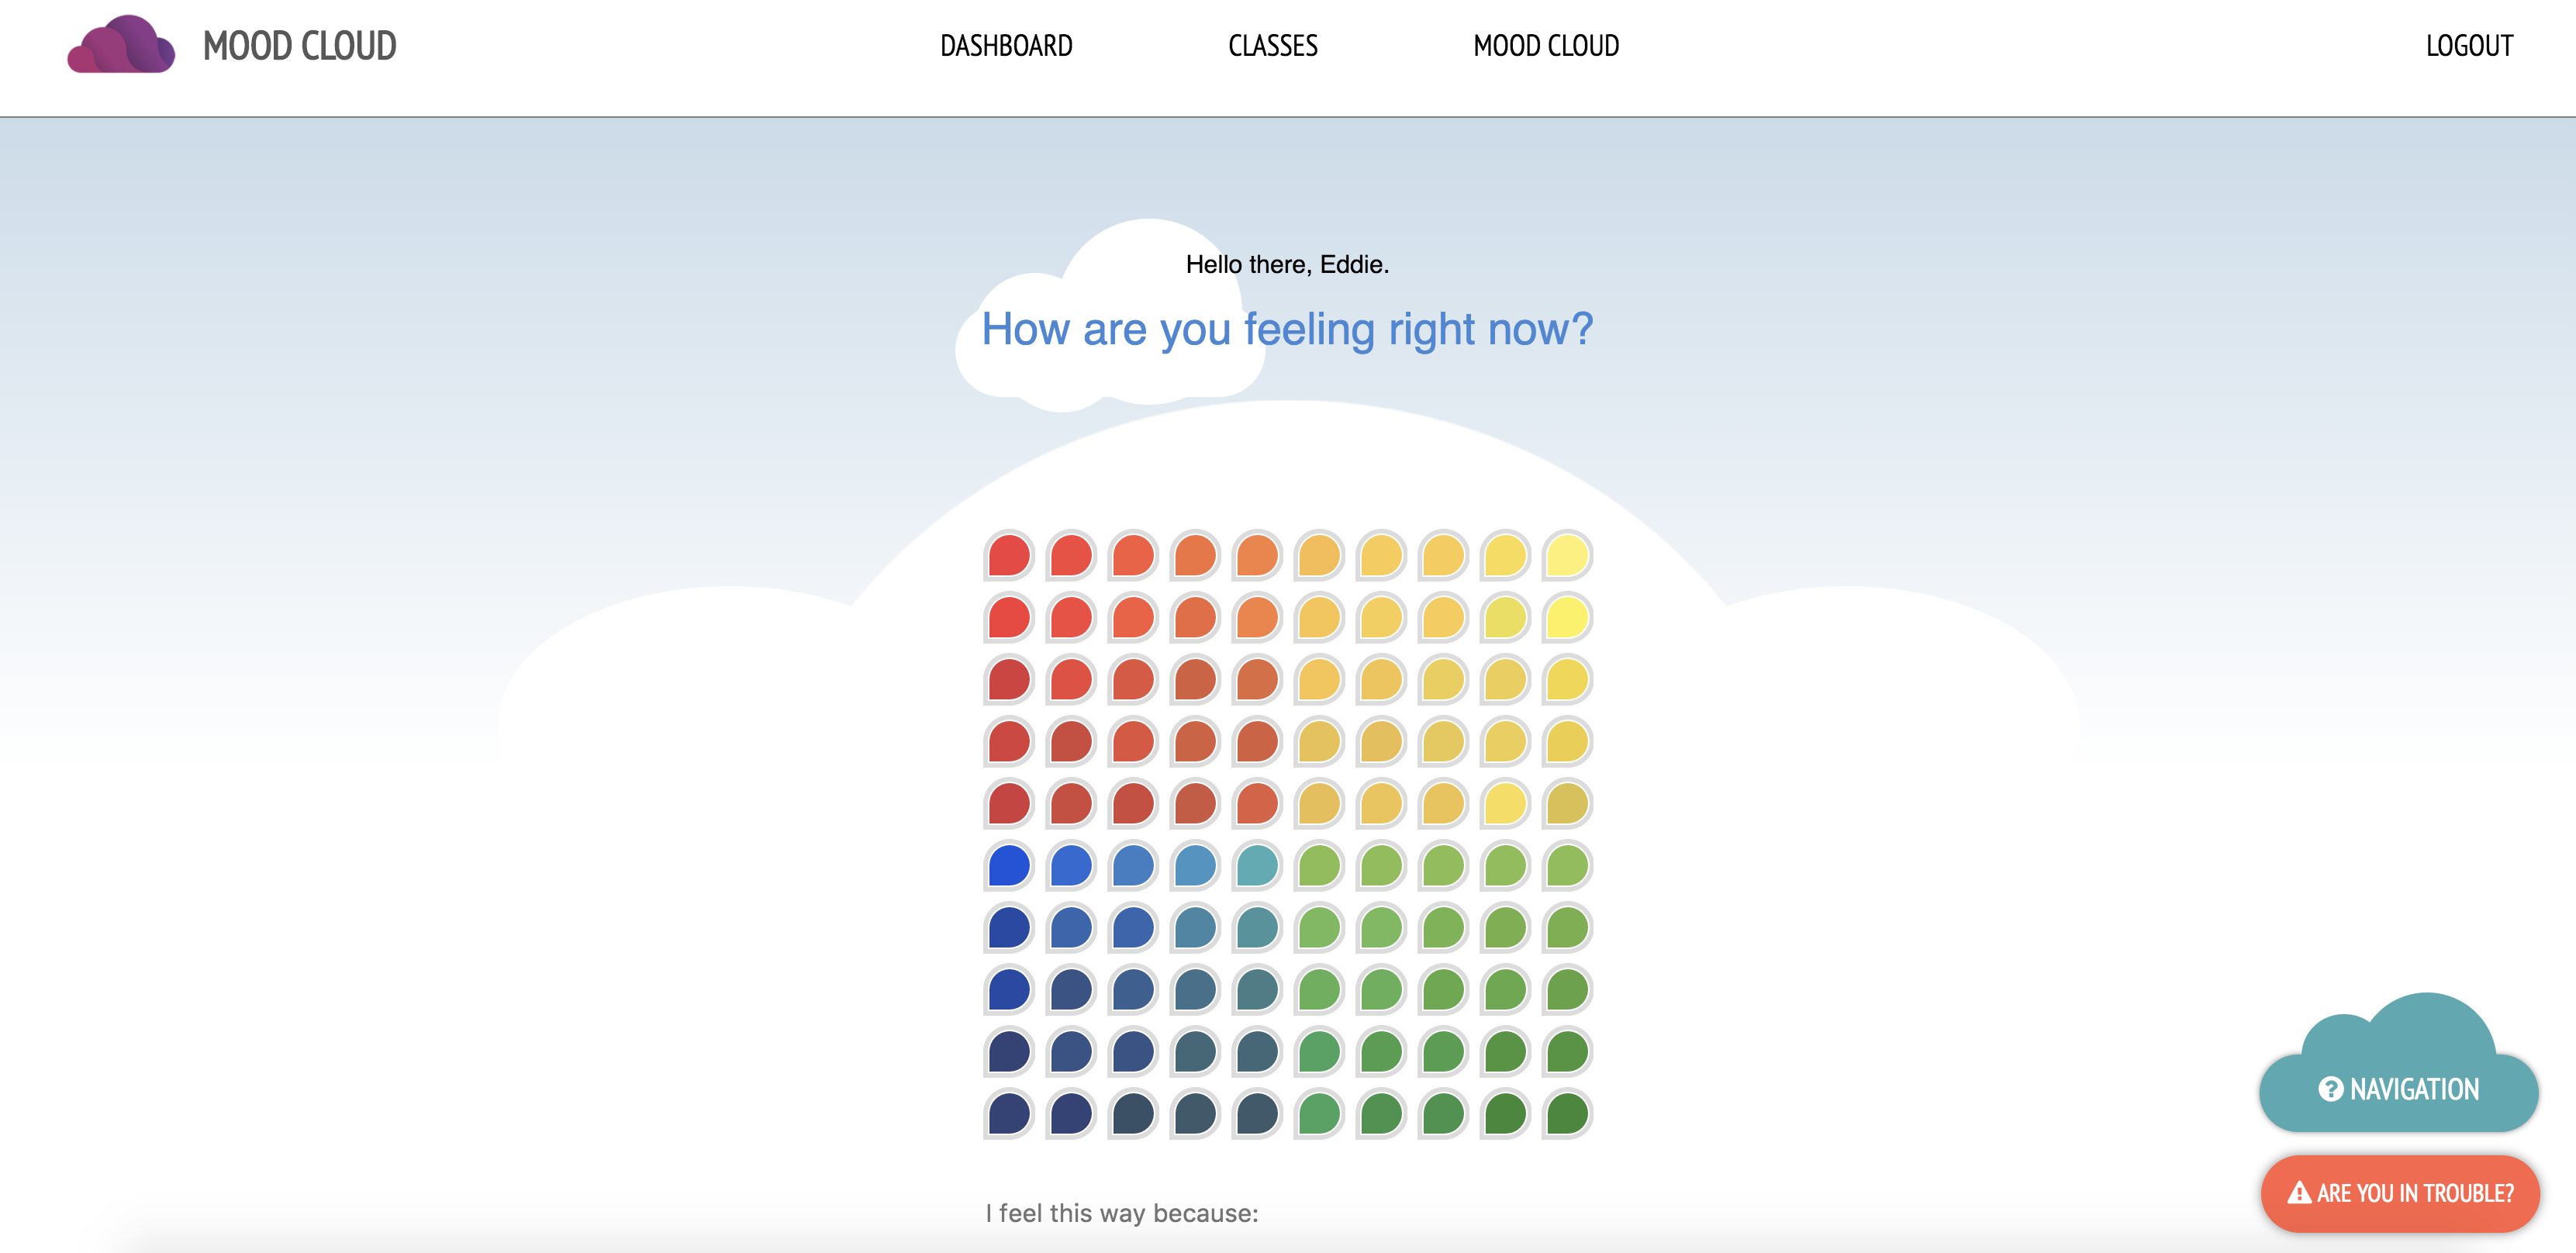 MOOD CLOUD
DASHBOARD
CLASSES
MOOD CLOUD
LOGOUT
Hello there, Eddie.
How are you feeling right now?
I feel this way because:
NAVIGATION
ARE YOU IN TROUBLE?